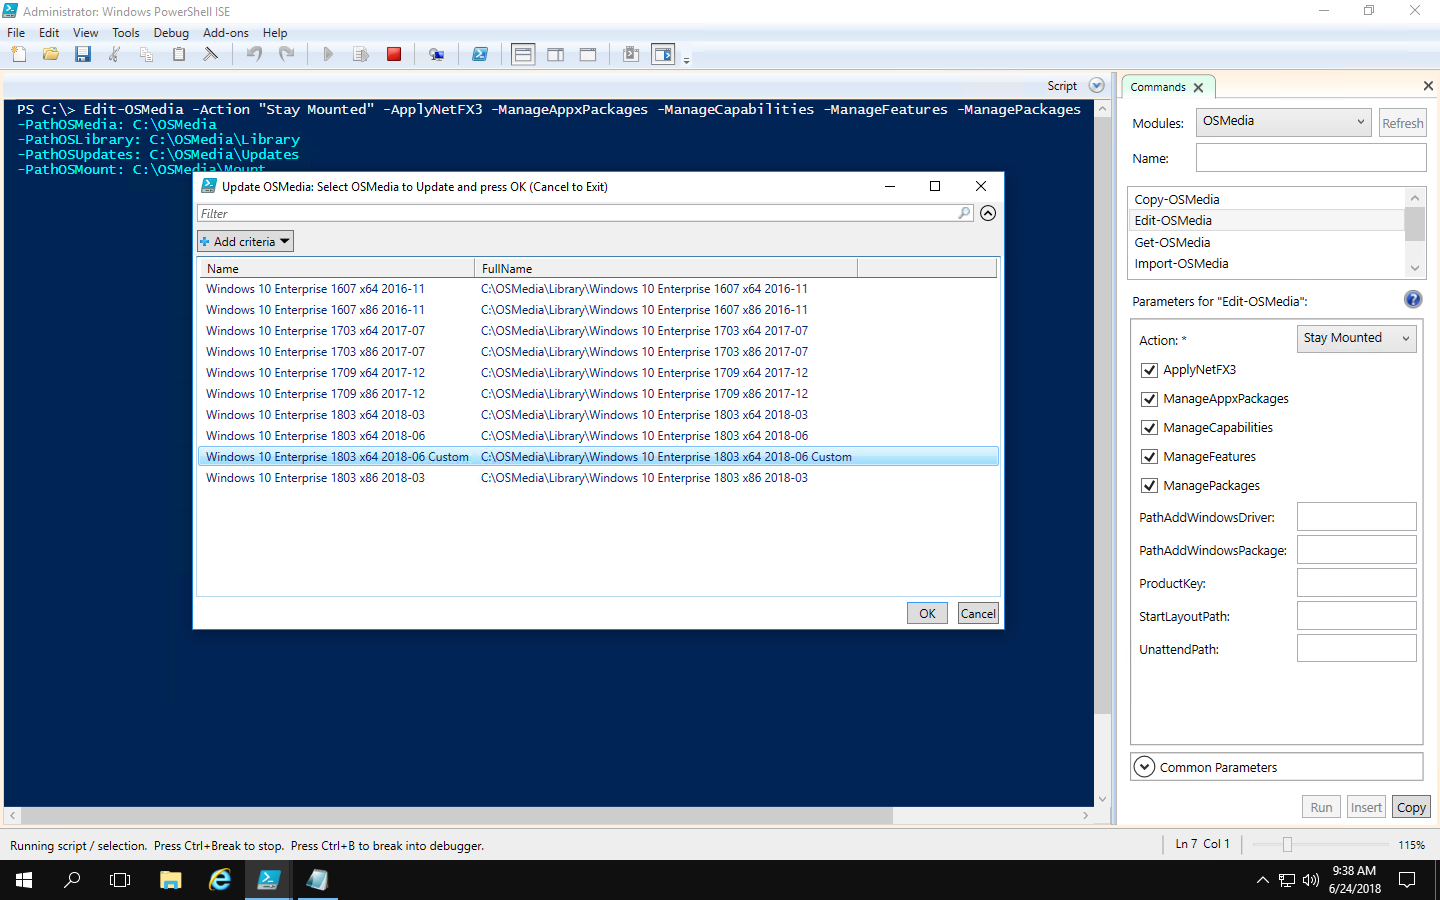 Administrator: Windows PowerShell ISE
File Edit View Tools Debug Add-ons Help
Script
PS C:\> Edit-OSMedia -Action "Stay Mounted" -ApplyNetFX3 -ManageAppxPackages -ManageCapabilities -ManageFeatures -ManagePackages
-PathOSMedia: C:\OSMedia
-PathOSLibrary: C:\OSMedia\Library
-PathOSUpdates: C:\OSMedia\Updates
-PathOSMount: C:\OSMedia\Mount
Update OSMedia: Select OSMedia to Update and press OK (Cancel to Exit)
Filter
Add criteria
Name FullName
Windows 10 Enterprise 1607 x64 2016-11 C:\OSMedia\Library\Windows 10 Enterprise 1607 x64 2016-11
Windows 10 Enterprise 1607 x86 2016-11 C:\OSMedia\Library\Windows 10 Enterprise 1607 x86 2016-11
Windows 10 Enterprise 1703 x64 2017-07 C:\OSMedia\Library\Windows 10 Enterprise 1703 x64 2017-07
Windows 10 Enterprise 1703 x86 2017-07 C:\OSMedia\Library\Windows 10 Enterprise 1703 x86 2017-07
Windows 10 Enterprise 1709 x64 2017-12 C:\OSMedia\Library\Windows 10 Enterprise 1709 x64 2017-12
Windows 10 Enterprise 1709 x86 2017-12 C:\OSMedia\Library\Windows 10 Enterprise 1709 x86 2017-12
Windows 10 Enterprise 1803 x64 2018-03 C:\OSMedia\Library\Windows 10 Enterprise 1803 x64 2018-03
Windows 10 Enterprise 1803 x64 2018-06 C:\OSMedia\Library\Windows 10 Enterprise 1803 x64 2018-06
Windows 10 Enterprise 1803 x64 2018-06 Custom C:\OSMedia\Library\Windows 10 Enterprise 1803 x64 2018-06 Custom
Windows 10 Enterprise 1803 x86 2018-03 C:\OSMedia\Library\Windows 10 Enterprise 1803 x86 2018-03
OK Cancel
Commands
Modules: OSMedia Refresh
Name:
Copy-OSMedia
Edit-OSMedia
Get-OSMedia
Import-OSMedia
Parameters for "Edit-OSMedia":
Action: * Stay Mounted
ApplyNetFX3
ManageAppxPackages
ManageCapabilities
ManageFeatures
ManagePackages
PathAddWindowsDriver:
PathAddWindowsPackage:
ProductKey:
StartLayoutPath:
UnattendPath:
Common Parameters
Run Insert Copy
Running script / selection. Press Ctrl+Break to stop. Press Ctrl+B to break into debugger.
Ln 7 Col 1
115%
9:38 AM
6/24/2018